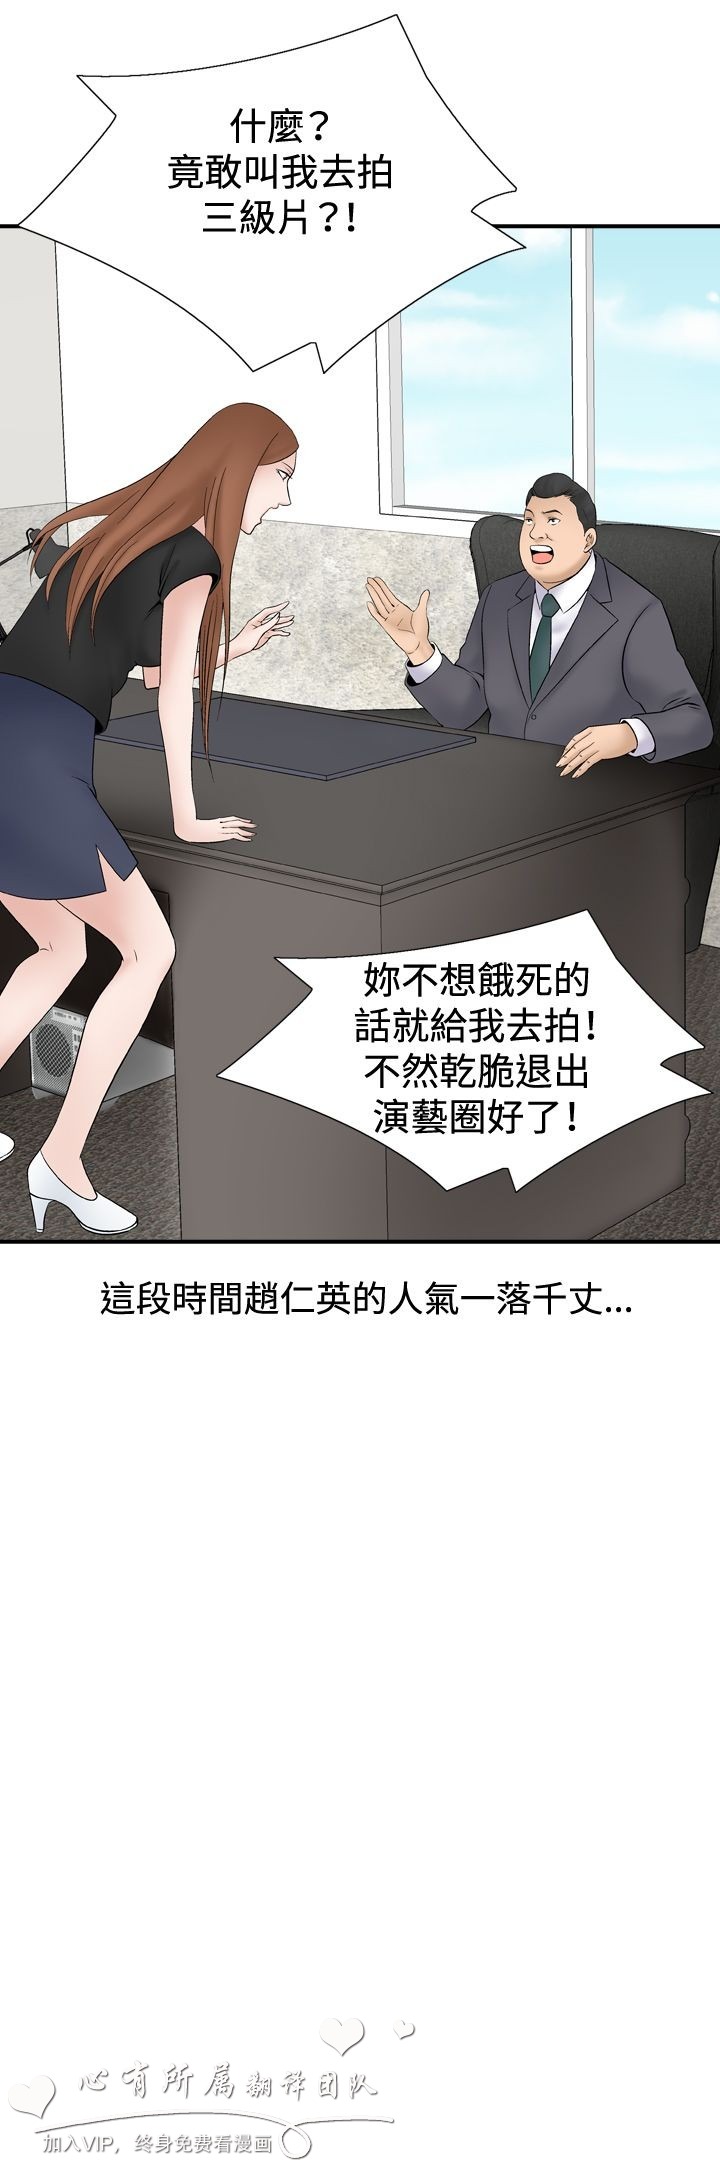 什麼？
竟敢叫我去拍
三級片？！
妳不想餓死的
話就給我去拍！
不然乾脆退出
演藝圈好了！
這段時間趙仁英的人氣一落千丈…
心有所属翻译团队
加入VIP，终身免费看漫画